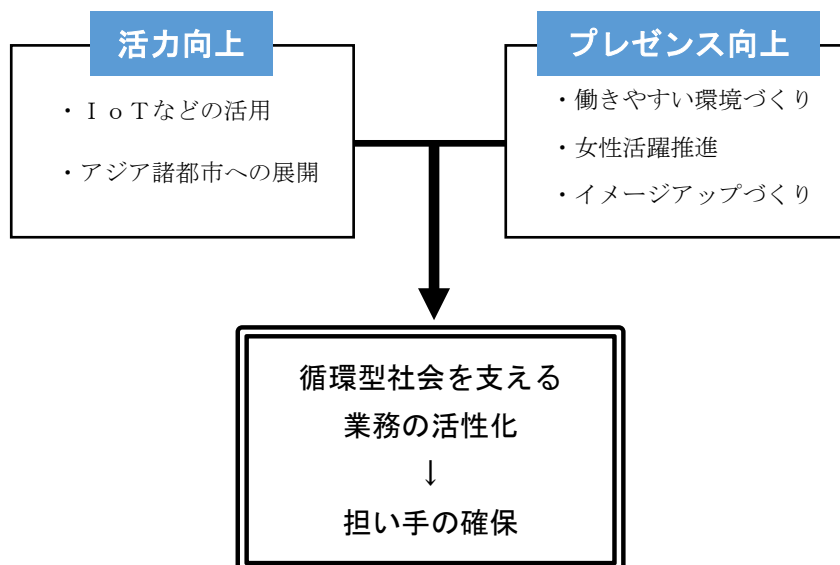 活力向上
・ＩｏＴなどの活用
・アジア諸都市への展開
プレゼンス向上
・働きやすい環境づくり
・女性活躍推進
・イメージアップづくり
循環型社会を支える
業務の活性化
↓
担い手の確保